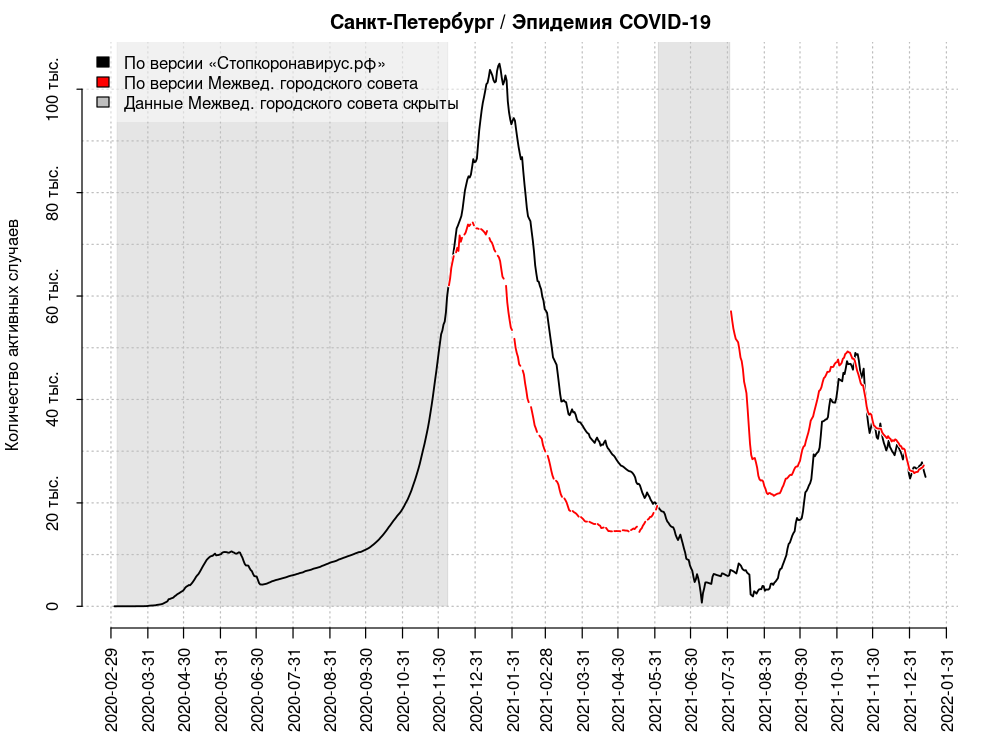 Санкт-Петербург / Эпидемия COVID-19
По версии «Стопкоронавирус.рф»
По версии Межвед. городского совета
Данные Межвед. городского совета скрыты
Количество активных случаев
100 тыс.
80 тыс.
60 тыс.
40 тыс.
20 тыс.
0
2020-02-29
2020-03-31
2020-04-30
2020-05-31
2020-06-30
2020-07-31
2020-08-31
2020-09-30
2020-10-31
2020-11-30
2020-12-31
2021-01-31
2021-02-28
2021-03-31
2021-04-30
2021-05-31
2021-06-30
2021-07-31
2021-08-31
2021-09-30
2021-10-31
2021-11-30
2021-12-31
2022-01-31